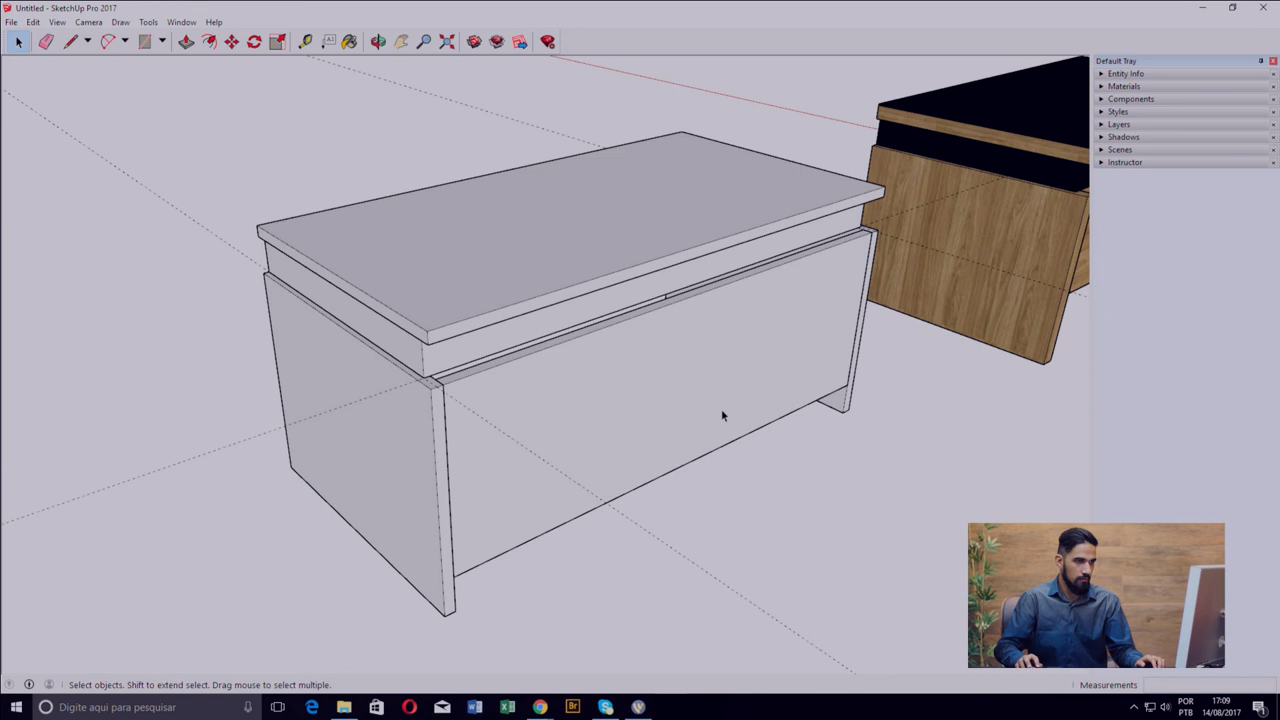 Untitled - SketchUp Pro 2017
File Edit View Camera Draw Tools Window Help
Default Tray
Entity Info
Materials
Components
Styles
Layers
Shadows
Scenes
Instructor
Select objects. Shift to extend select. Drag mouse to select multiple.
Measurements
Digite aqui para pesquisar
Br
POR
PTB
17:09
14/08/2017